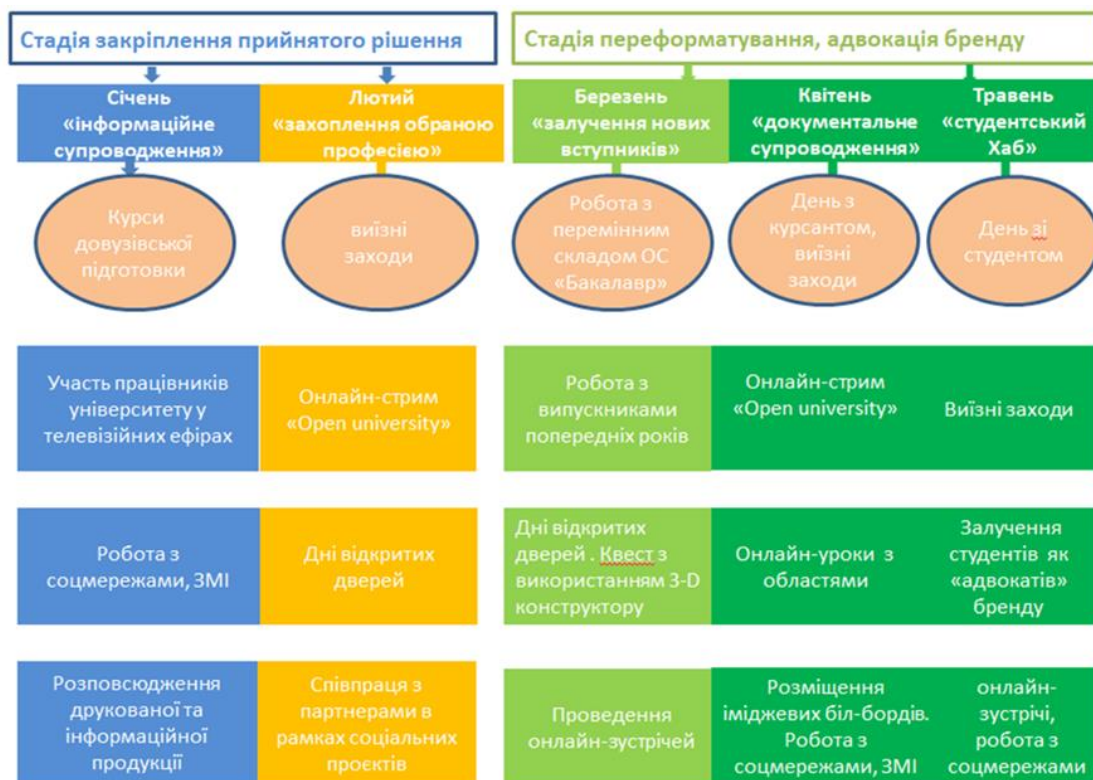 Стадія закріплення прийнятого рішення
Стадія переформатування, адвокація бренду
Січень
«інформаційне
супроводження»
Лютий
«захоплення обраною
професією»
Березень
«залучення нових
вступників»
Квітень
«документальне
супроводження»
Травень
«студентський
Хаб»
Курси
довузівської
підготовки
виїзні
заходи
Робота з
перемінним
складом ОС
«Бакалавр»
День з
курсантом,
виїзні
заходи
День зі
студентом
Участь працівників
університету у
телевізійних ефірах
Онлайн-стрим
«Open university»
Робота з
випускниками
попередніх років
Онлайн-стрим
«Open university»
Виїзні заходи
Робота з
соцмережами, ЗМІ
Дні відкритих
дверей
Дні відкритих
дверей . Квест з
використанням 3-D
конструктору
Онлайн-уроки з
областями
Залучення
студентів як
«адвокатів»
бренду
Розповсюдження
друкованої та
інформаційної
продукції
Співпраця з
партнерами в
рамках соціальних
проєктів
Проведення
онлайн-зустрічей
Розміщення
іміджевих біл-бордів.
Робота з
соцмережами, ЗМІ
онлайн-
зустрічі,
робота з
соцмережами